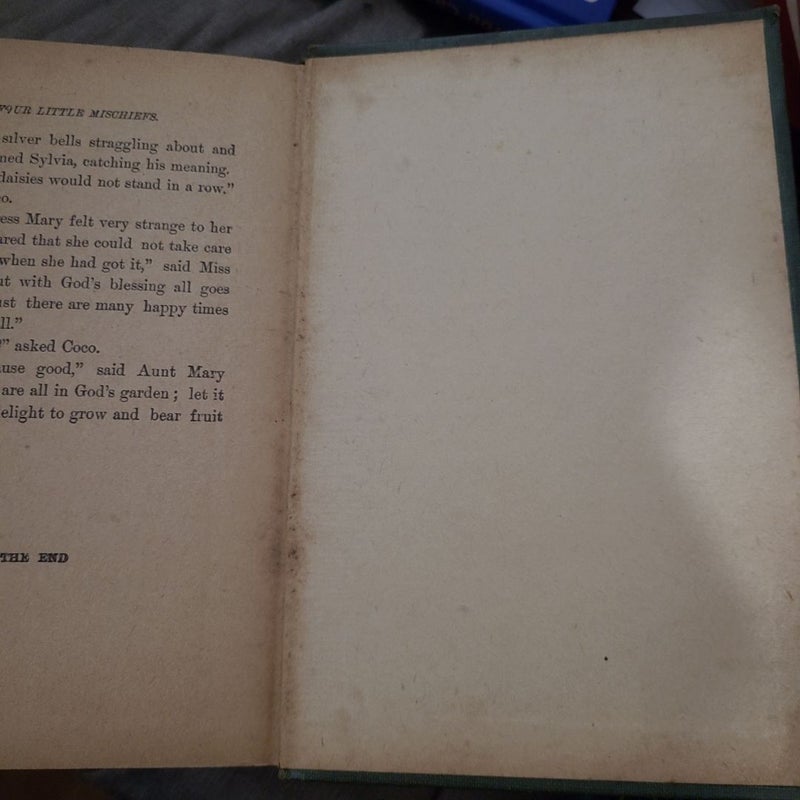 FOUR LITTLE MISCHIEFS.
silver bells straggling about and
ned Sylvia, catching his meaning.
daisies would not stand in a row."
o.
ess Mary felt very strange to her
ared that she could not take care
when she had got it," said Miss
t with God's blessing all goes
ust there are many happy times
ll."
" asked Coco.
use good," said Aunt Mary
are all in God's garden; let it
elight to grow and bear fruit
THE END